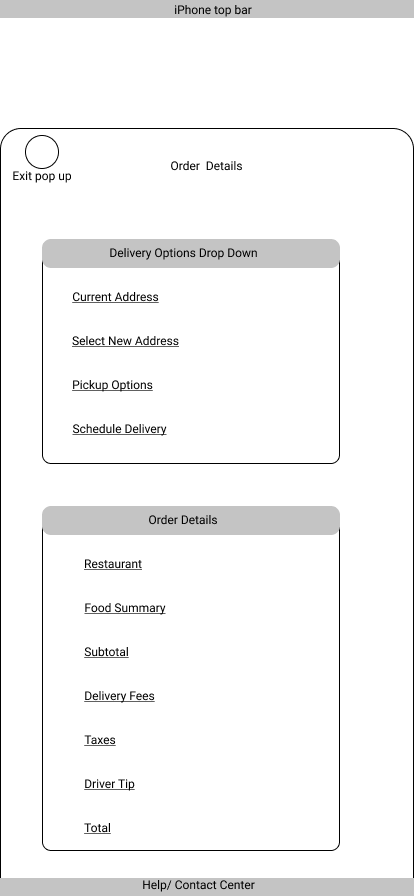 iPhone top bar
Exit pop up
Order Details
Delivery Options Drop Down
Current Address
Select New Address
Pickup Options
Schedule Delivery
Order Details
Restaurant
Food Summary
Subtotal
Delivery Fees
Taxes
Driver Tip
Total
Help/ Contact Center